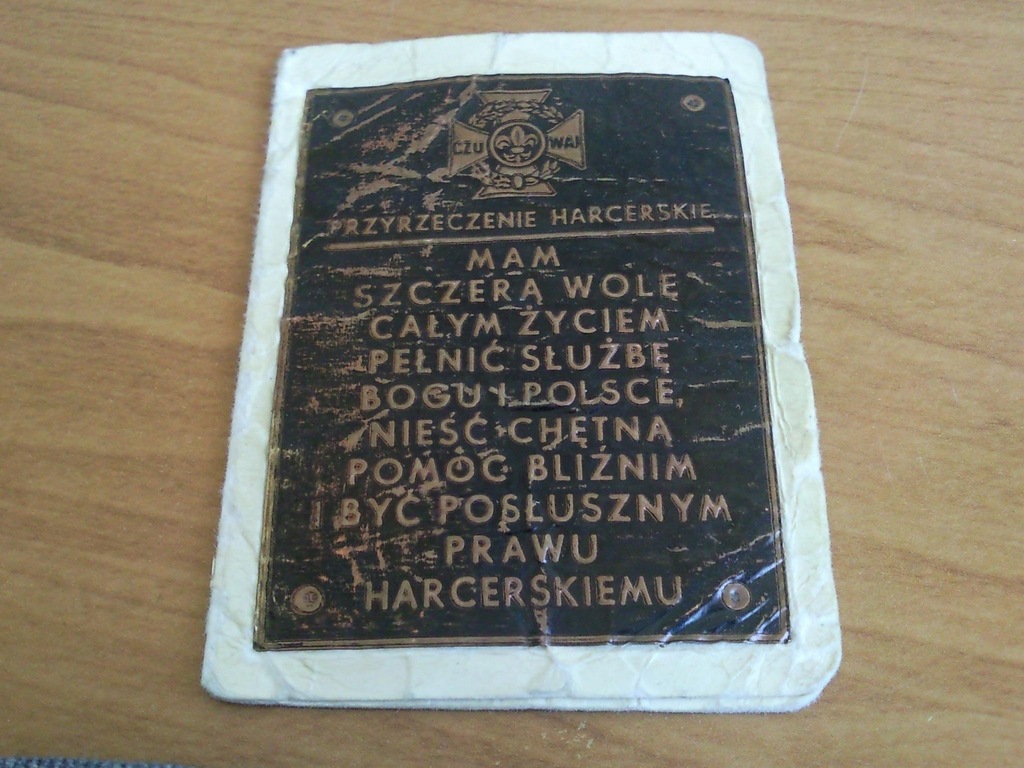 CZU WAJ
PRZYRZECZENIE HARCERSKIE
MAM
SZCZERĄ WOLĘ
CAŁYM ŻYCIEM
PEŁNIĆ SŁUŻBĘ
BOGU I POLSCE,
NIEŚĆ CHĘTNĄ
POMOC BLIŹNIM
I BYĆ POSŁUSZNYM
PRAWU
HARCERSKIEMU